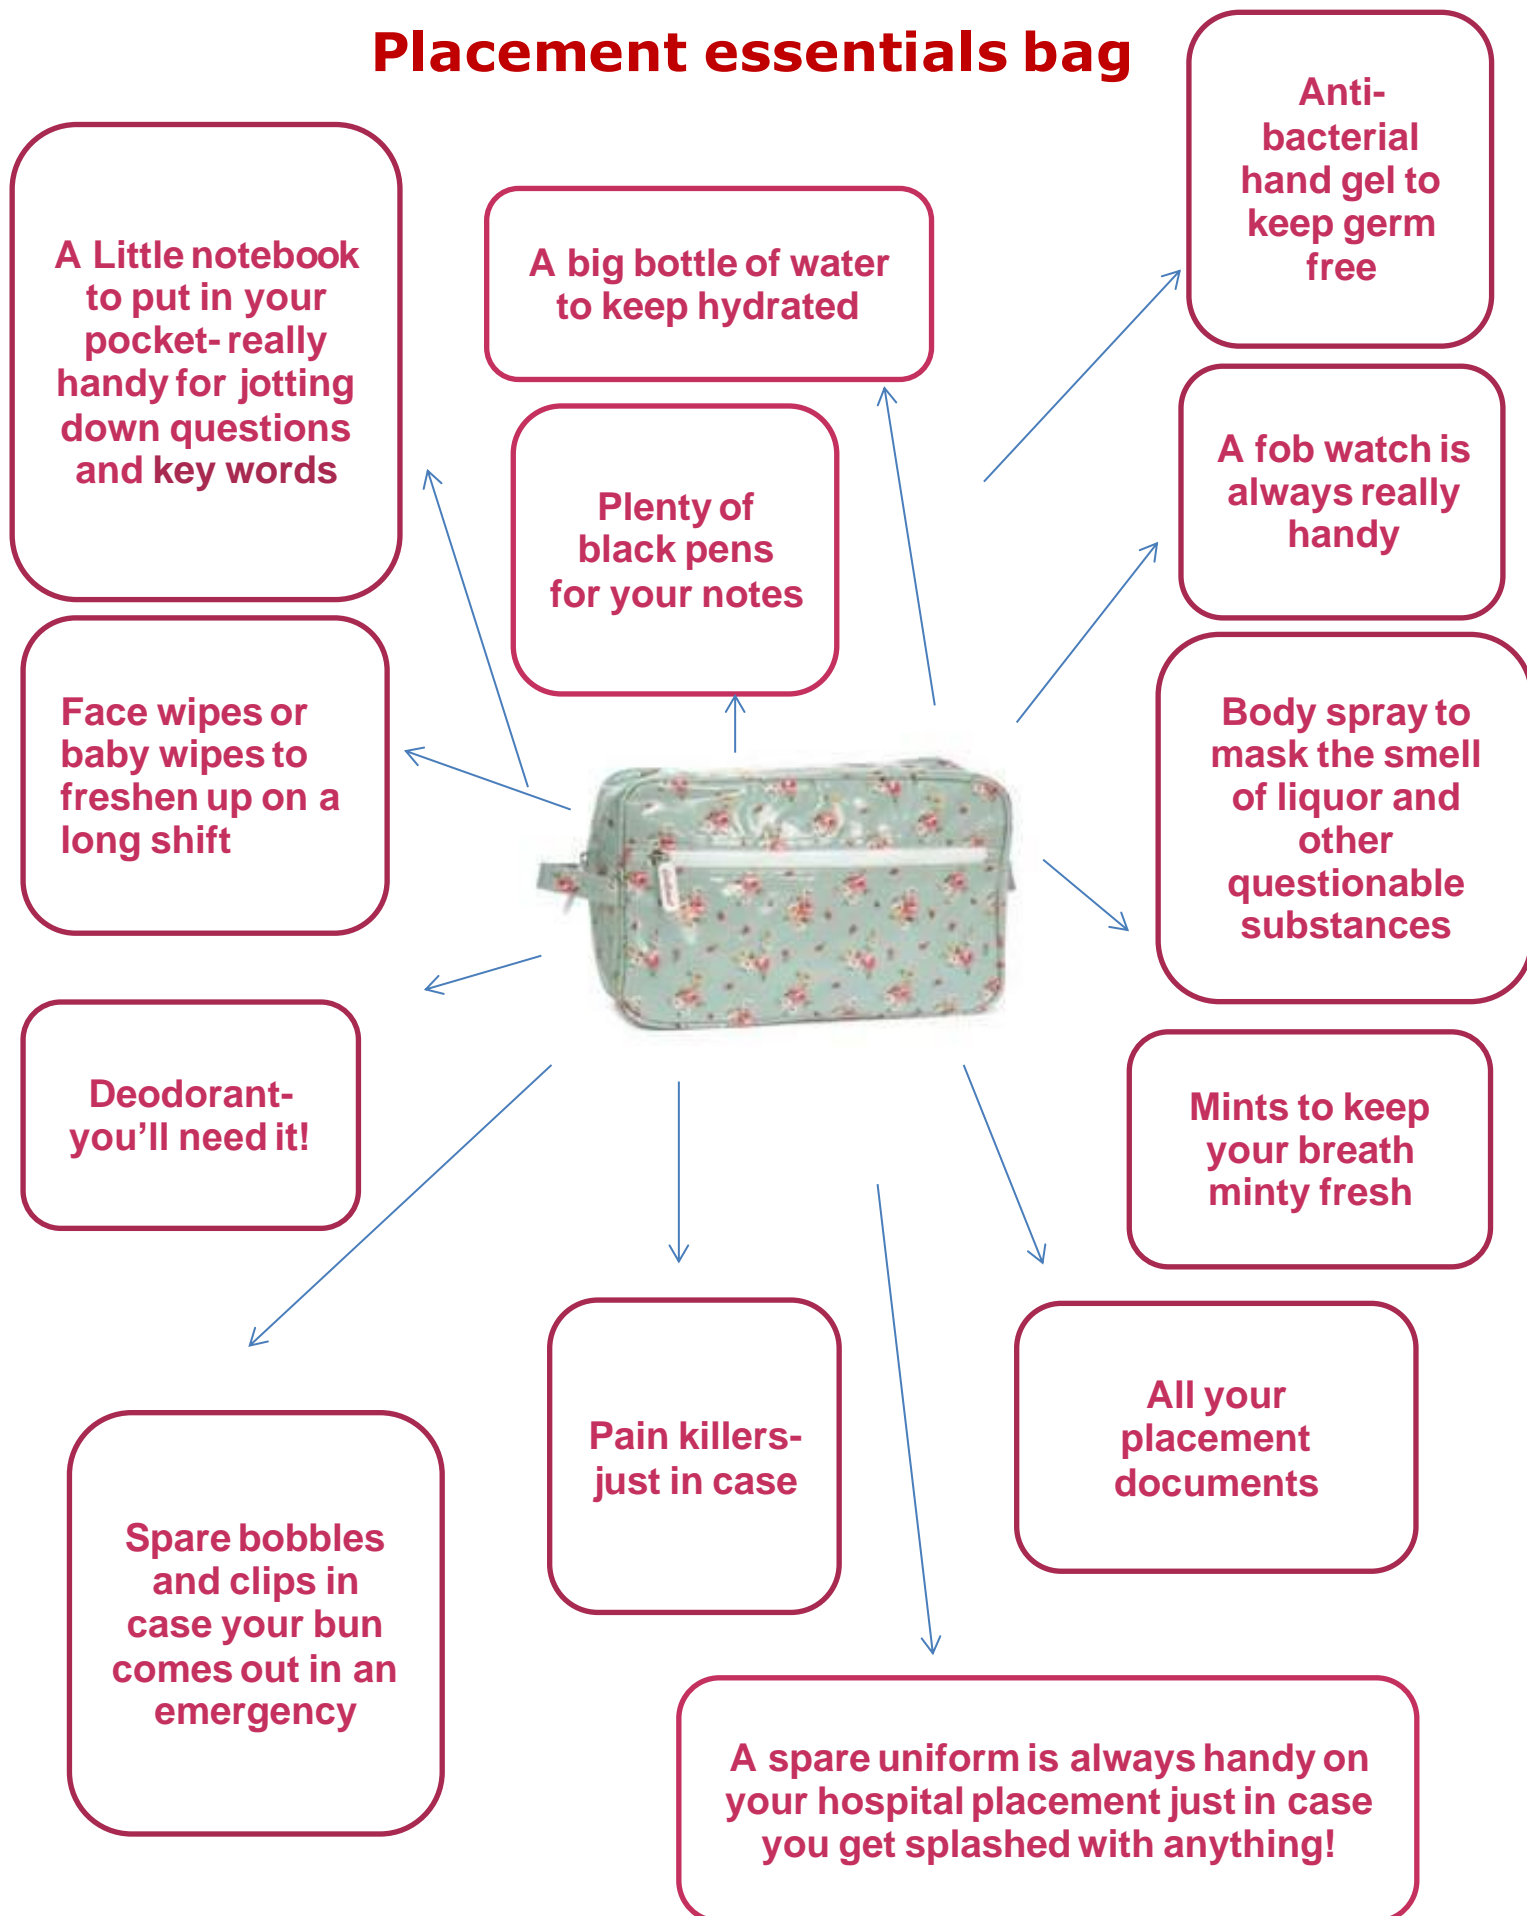 Placement essentials bag
Anti-
bacterial
hand gel to
keep germ
free
A Little notebook
to put in your
pocket- really
handy for jotting
down questions
and key words
A big bottle of water
to keep hydrated
Plenty of
black pens
for your notes
A fob watch is
always really
handy
Face wipes or
baby wipes to
freshen up on a
long shift
Body spray to
mask the smell
of liquor and
other
questionable
substances
Deodorant-
you'll need it!
Mints to keep
your breath
minty fresh
Pain killers-
just in case
All your
placement
documents
Spare bobbles
and clips in
case your bun
comes out in an
emergency
A spare uniform is always handy on
your hospital placement just in case
you get splashed with anything!